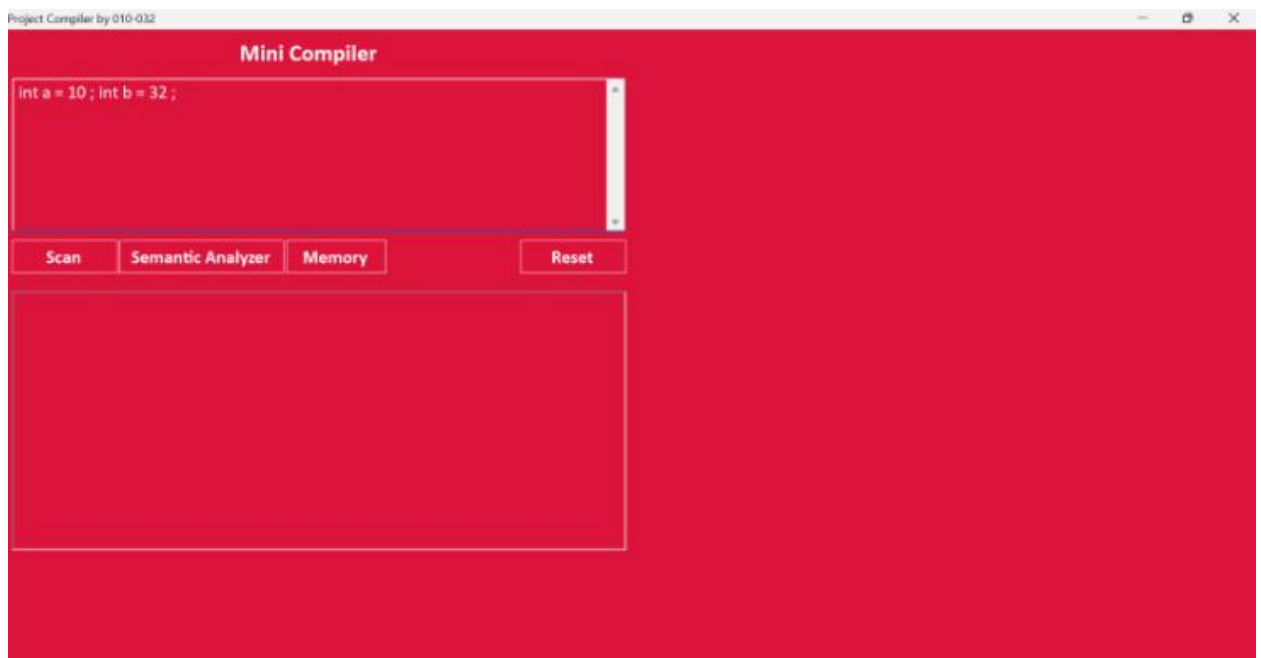 Project Compiler by 010-032
Mini Compiler
int a = 10 ; int b = 32 ;
Scan Semantic Analyzer Memory Reset